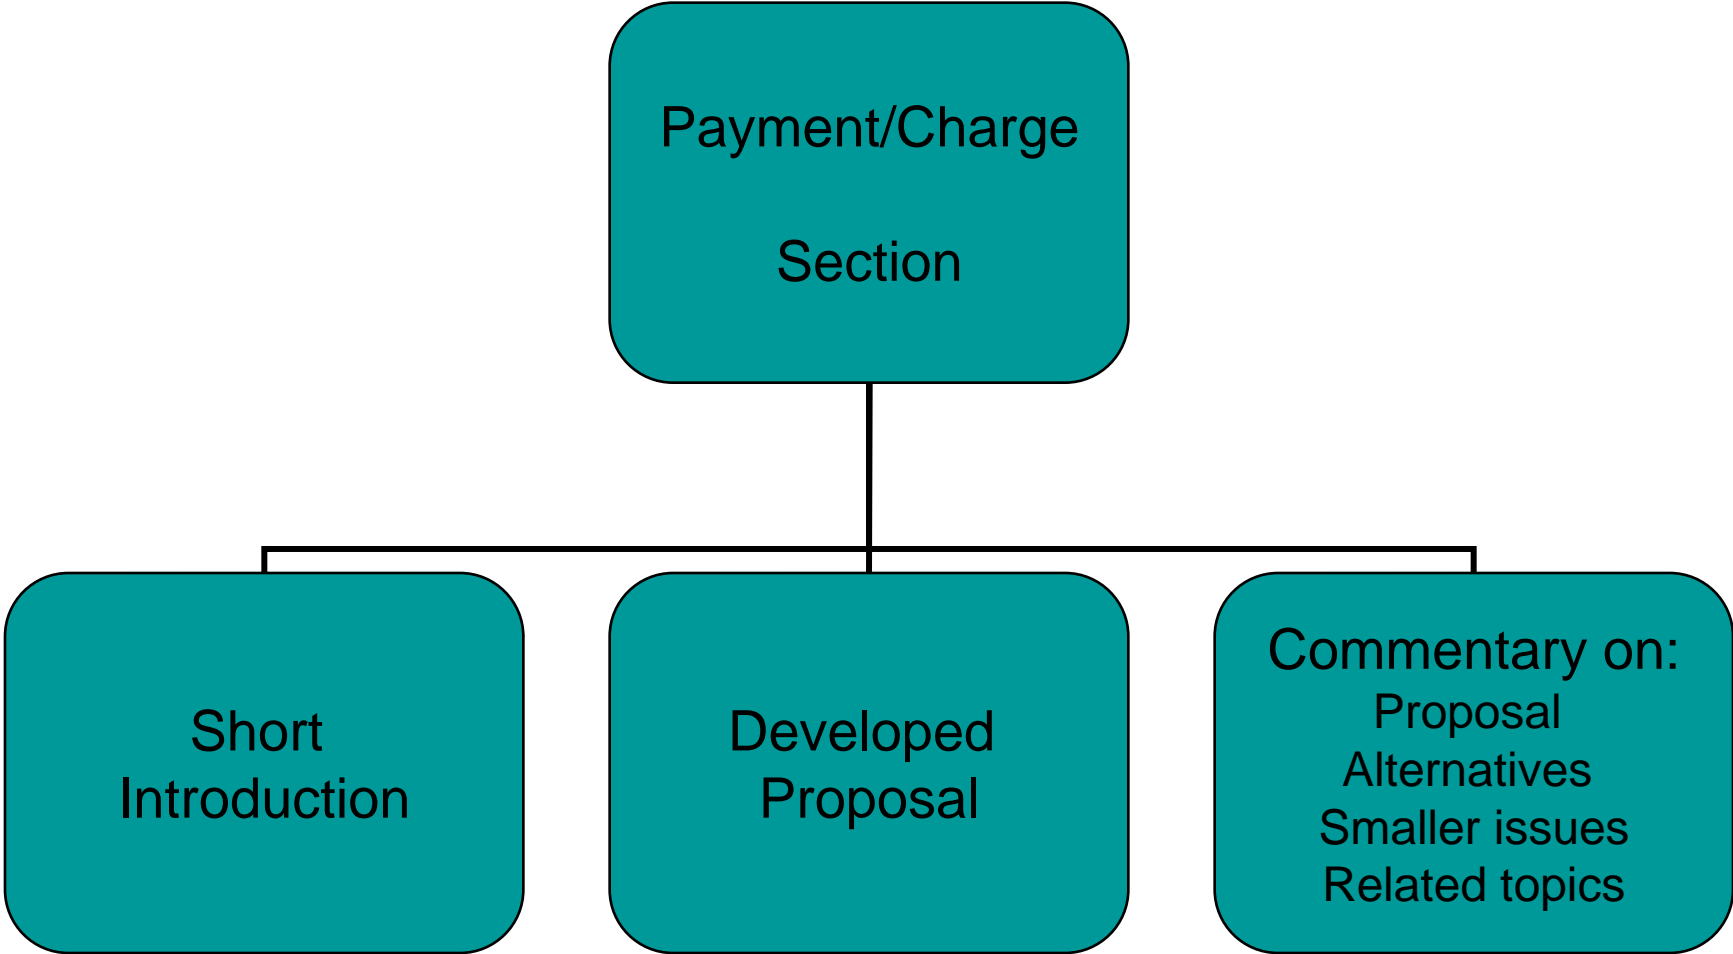 Payment/Charge
Section
Short
Introduction
Developed
Proposal
Commentary on:
Proposal
Alternatives
Smaller issues
Related topics